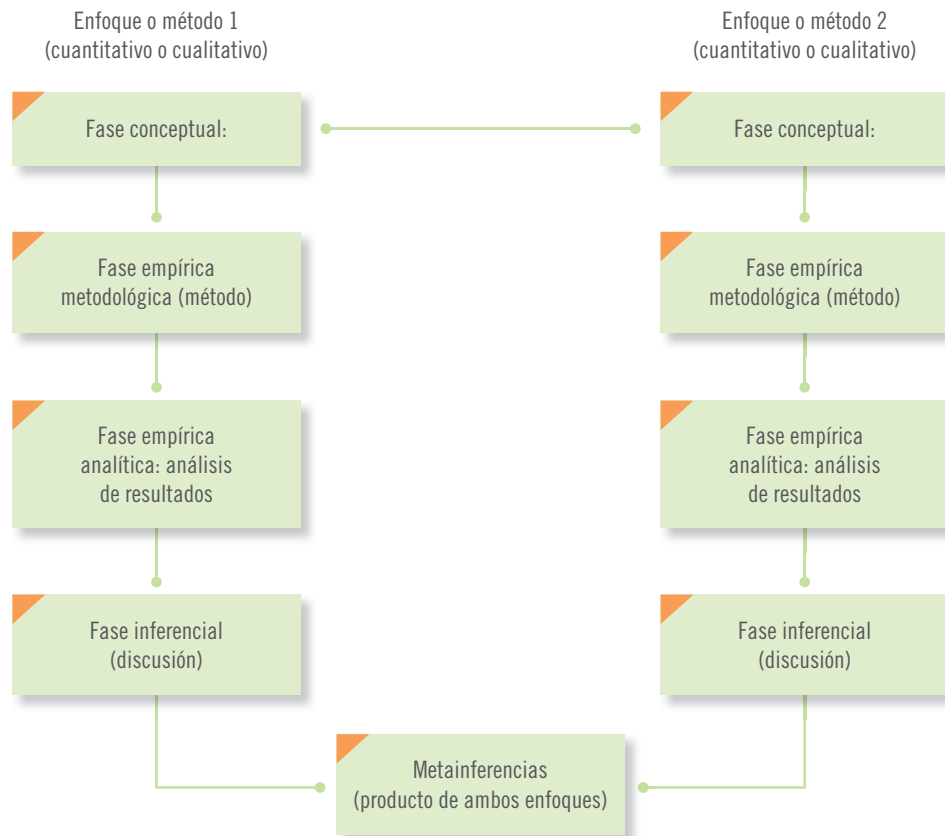 Enfoque o método 1
(cuantitativo o cualitativo)
Enfoque o método 2
(cuantitativo o cualitativo)
Fase conceptual:
Fase conceptual:
Fase empírica
metodológica (método)
Fase empírica
metodológica (método)
Fase empírica
analítica: análisis
de resultados
Fase empírica
analítica: análisis
de resultados
Fase inferencial
(discusión)
Fase inferencial
(discusión)
Metainferencias
(producto de ambos enfoques)